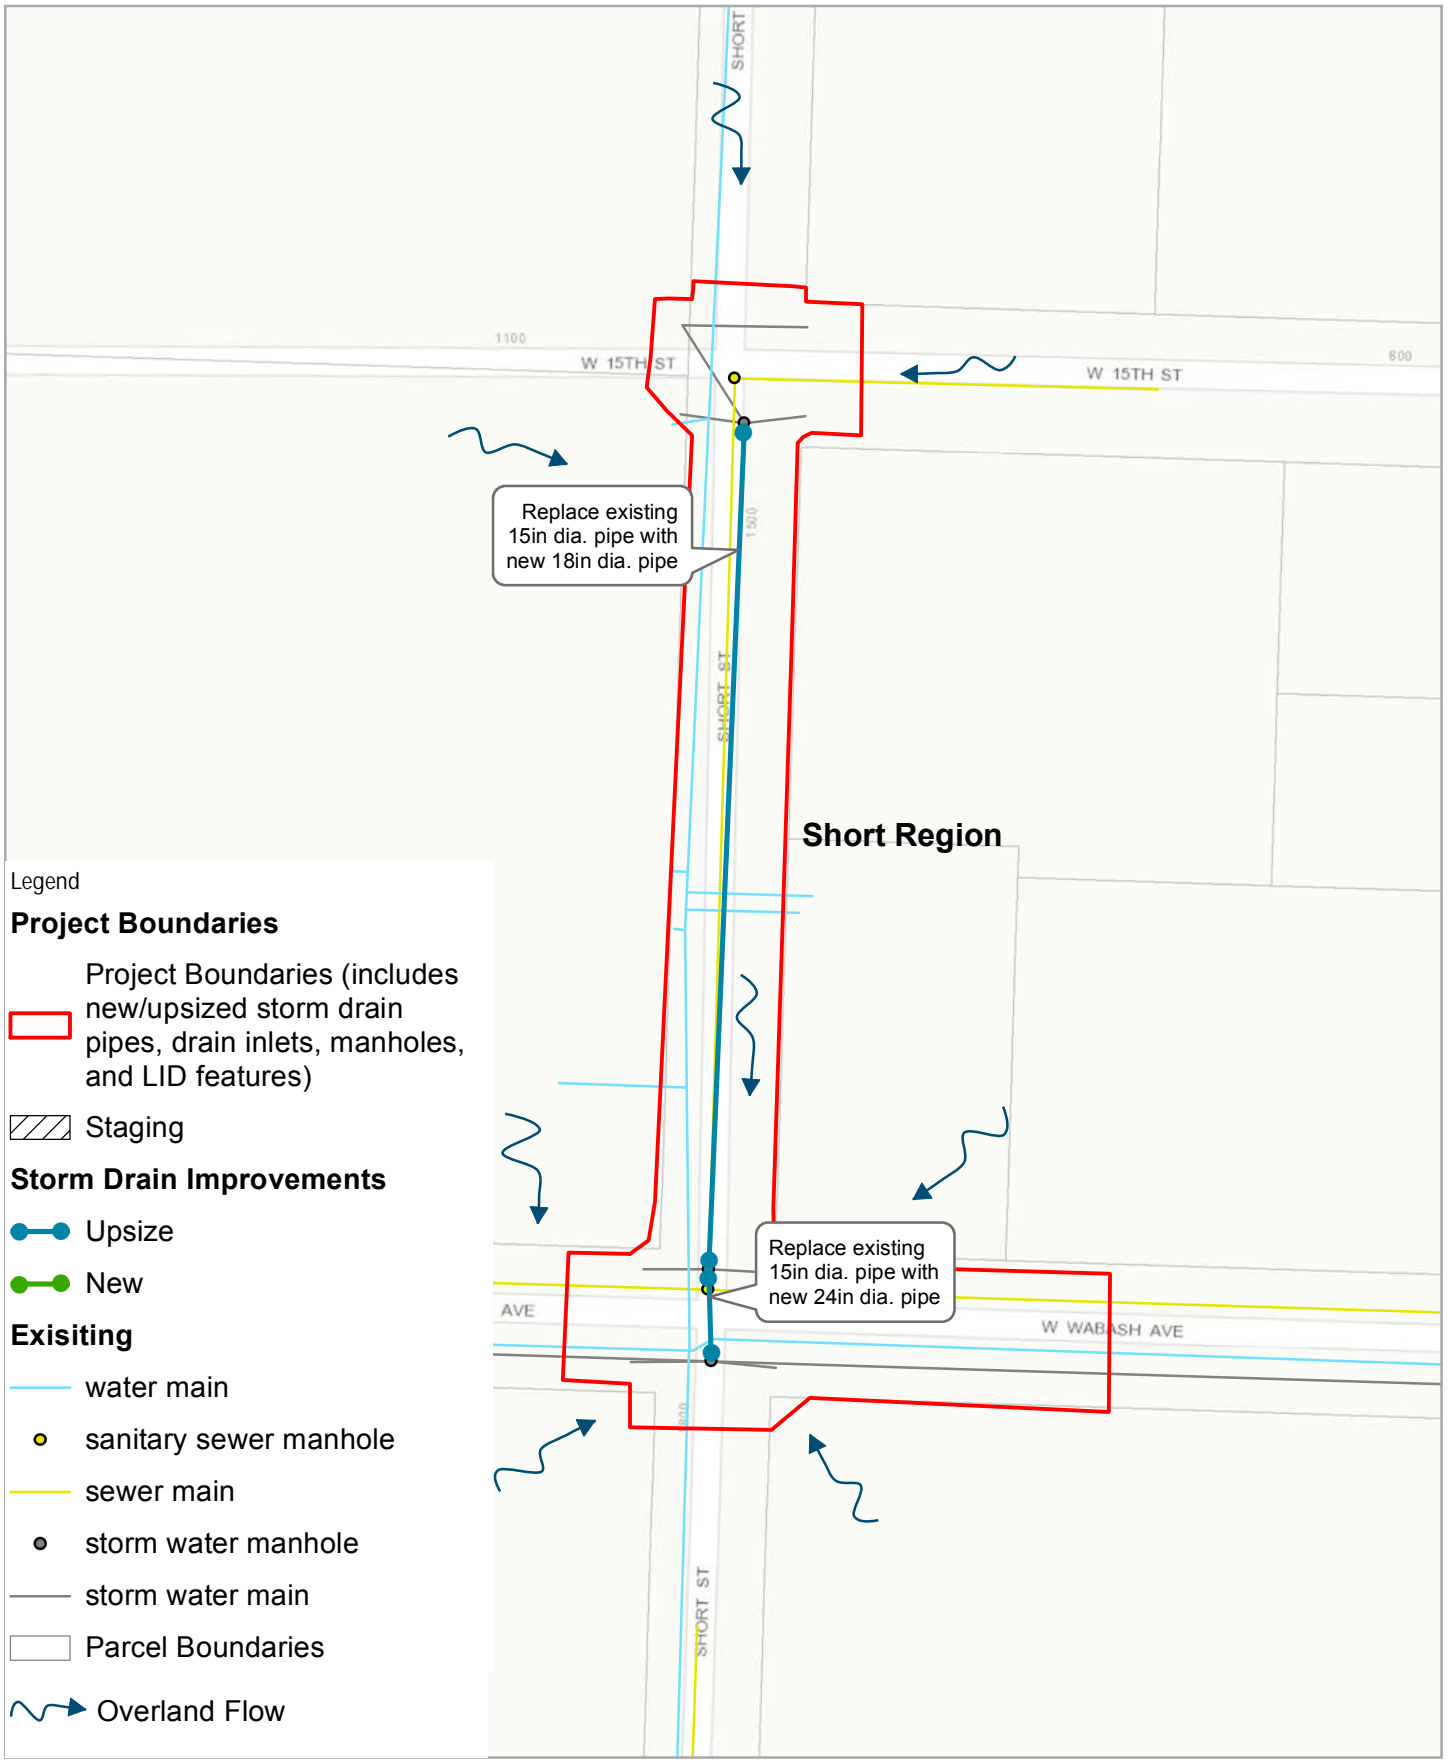 SHORT
1100
W 15TH ST
W 15TH ST
800
Replace existing
15in dia. pipe with
new 18in dia. pipe
1500
SHORT ST
Short Region
Legend
Project Boundaries
Project Boundaries (includes
new/upsized storm drain
pipes, drain inlets, manholes,
and LID features)
Staging
Storm Drain Improvements
Upsize
New
Exisiting
water main
sanitary sewer manhole
sewer main
storm water manhole
storm water main
Parcel Boundaries
Overland Flow
Replace existing
15in dia. pipe with
new 24in dia. pipe
AVE
W WABASH AVE
SHORT ST